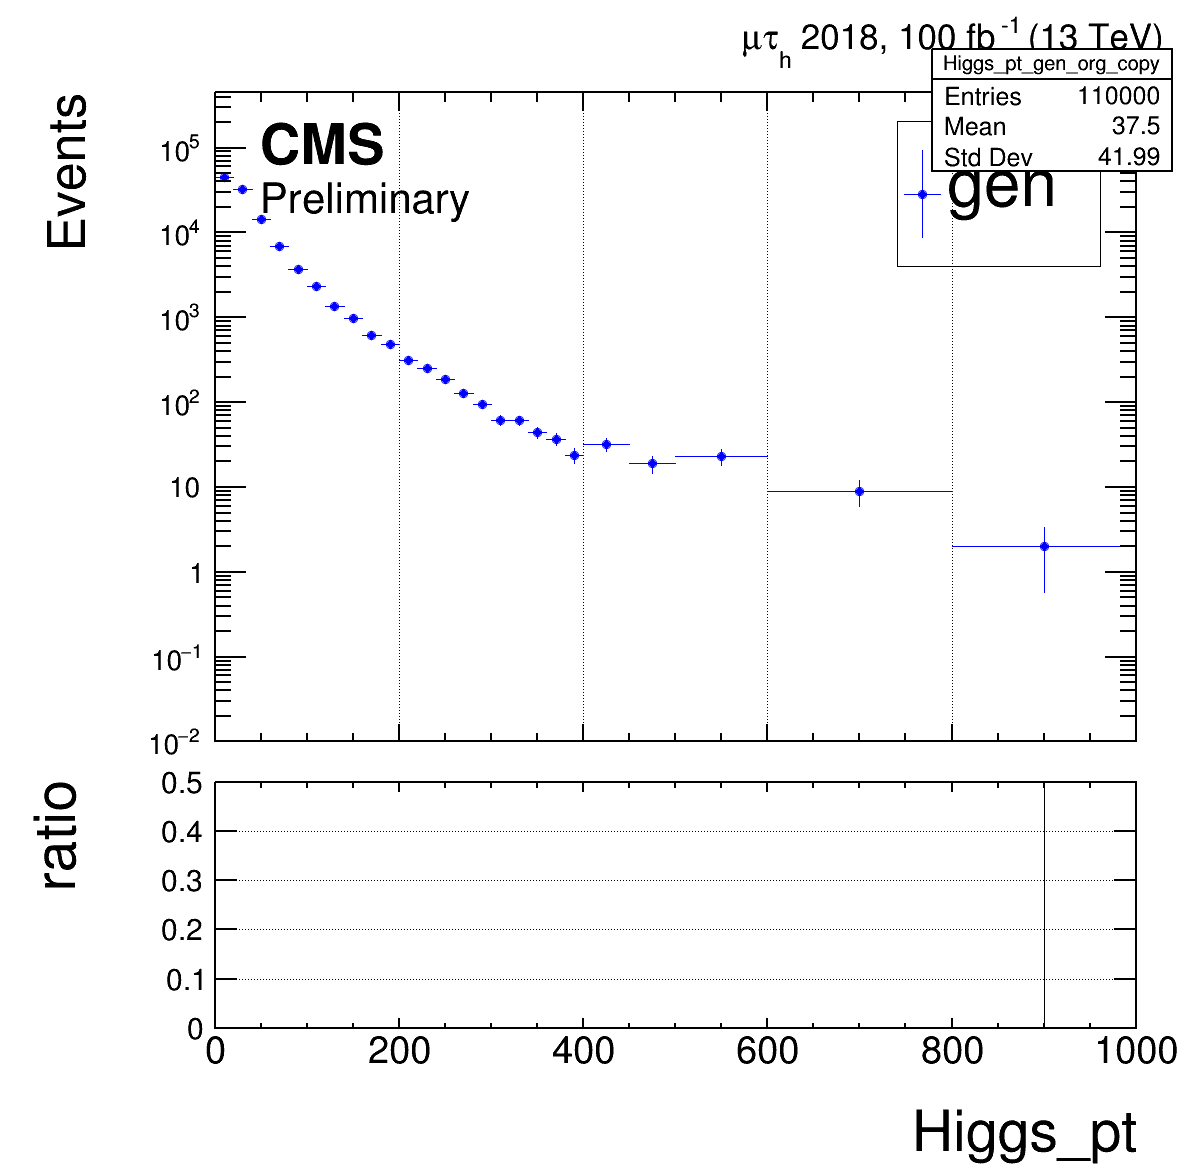 μτh 2018, 100 fb-1 (13 TeV)
Higgs_pt_gen_org_copy
Entries 110000
Mean 37.5
Std Dev 41.99
Events
CMS
Preliminary
gen
10^5
10^4
10^3
10^2
10
1
10^-1
10^-2
ratio
0.5
0.4
0.3
0.2
0.1
0
0 200 400 600 800 1000
Higgs_pt